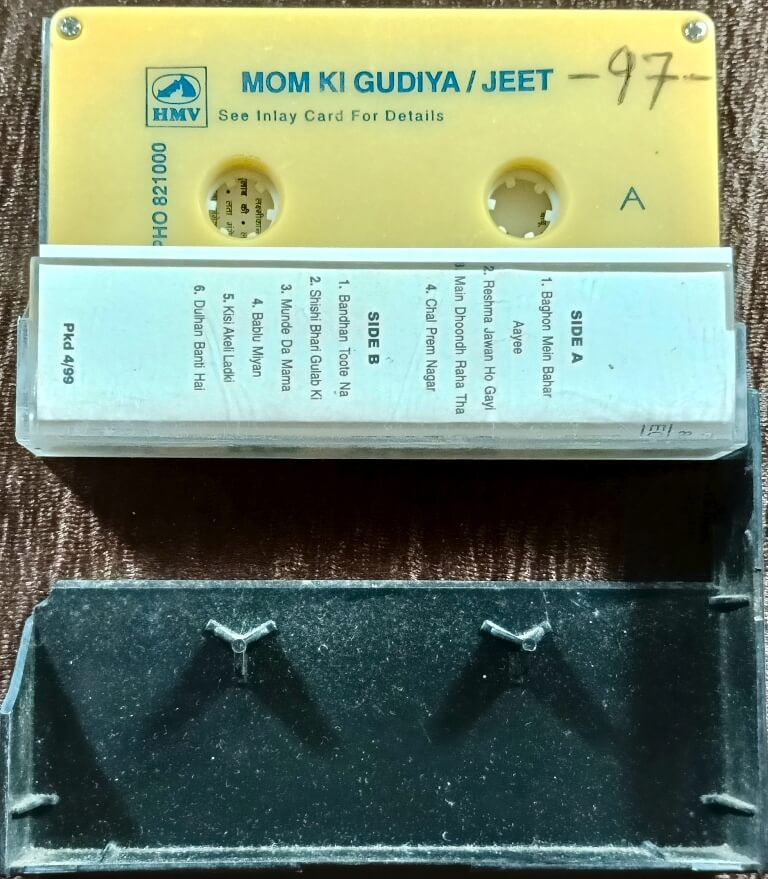 MOM KI GUDIYA / JEET
-97-
HMV
See Inlay Card For Details
PHO 821000
A
SIDE A
1. Baghon Mein Bahar
Aayee
2. Reshma Jawan Ho Gayi
3. Main Dhoondh Raha Tha
4. Chal Prem Nagar
SIDE B
1. Bandhan Toote Na
2. Shishi Bhari Gulab Ki
3. Munde Da Mama
4. Bablu Miyan
5. Kisi Akeli Ladki
6. Dulhan Banti Hai
Pkd 4/99